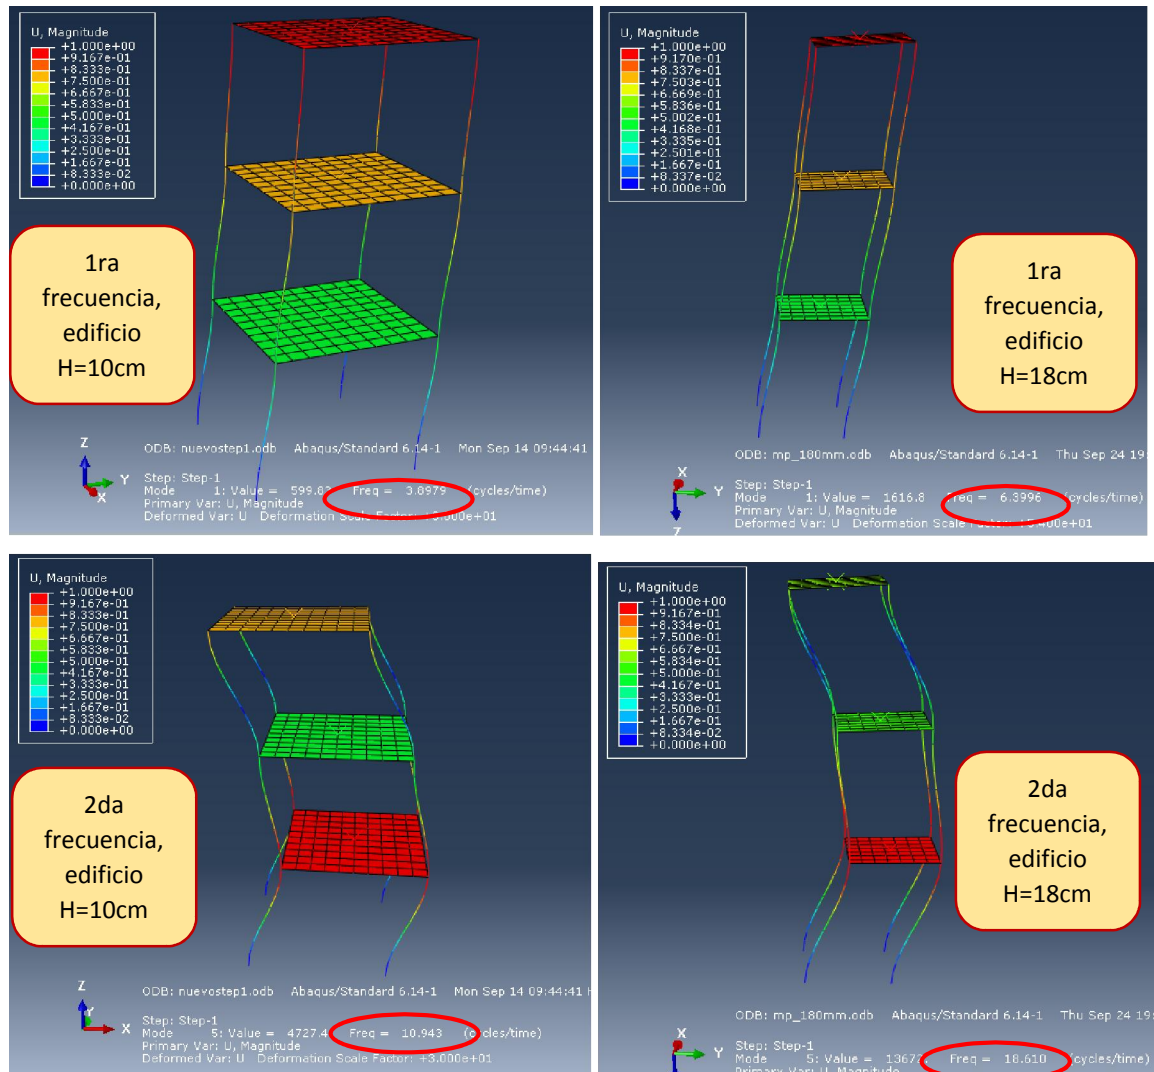 U, Magnitude
+1.000e+00
+9.167e-01
+8.333e-01
+7.500e-01
+6.667e-01
+5.833e-01
+5.000e-01
+4.167e-01
+3.333e-01
+2.500e-01
+1.667e-01
+8.333e-02
+0.000e+00
1ra
frecuencia,
edificio
H=10cm
Z
Y
X
ODB: nuevostep1.odb Abaqus/Standard 6.14-1 Mon Sep 14 09:44:41
Step: Step-1
Mode 1: Value = 599.83 Freq = 3.8979 (cycles/time)
Primary Var: U, Magnitude
Deformed Var: U Deformation Scale Factor:
U, Magnitude
+1.000e+00
+9.170e-01
+8.337e-01
+7.503e-01
+6.669e-01
+5.836e-01
+5.002e-01
+4.168e-01
+3.335e-01
+2.501e-01
+1.667e-01
+8.337e-02
+0.000e+00
1ra
frecuencia,
edificio
H=18cm
X
Y
Z
ODB: mp_180mm.odb Abaqus/Standard 6.14-1 Thu Sep 24 19:
Step: Step-1
Mode 1: Value = 1616.8 Freq = 6.3996 (cycles/time)
Primary Var: U, Magnitude
Deformed Var: U Deformation Scale Factor:
U, Magnitude
+1.000e+00
+9.167e-01
+8.333e-01
+7.500e-01
+6.667e-01
+5.833e-01
+5.000e-01
+4.167e-01
+3.333e-01
+2.500e-01
+1.667e-01
+8.333e-02
+0.000e+00
2da
frecuencia,
edificio
H=10cm
Z
Y
X
ODB: nuevostep1.odb Abaqus/Standard 6.14-1 Mon Sep 14 09:44:41
Step: Step-1
Mode 5: Value = 4727.4 Freq = 10.943 (cycles/time)
Primary Var: U, Magnitude
Deformed Var: U Deformation Scale Factor: +3.000e+01
U, Magnitude
+1.000e+00
+9.167e-01
+8.334e-01
+7.500e-01
+6.667e-01
+5.834e-01
+5.000e-01
+4.167e-01
+3.333e-01
+2.500e-01
+1.667e-01
+8.334e-02
+0.000e+00
2da
frecuencia,
edificio
H=18cm
X
Y
ODB: mp_180mm.odb Abaqus/Standard 6.14-1 Thu Sep 24 19:
Step: Step-1
Mode 5: Value = 13672. Freq = 18.610 (cycles/time)
Primary Var: U, Magnitude